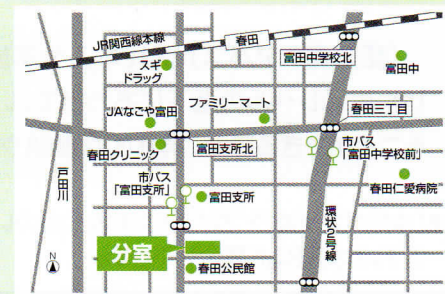 JR関西線本線
春田
富田中学校北
スギ
ドラッグ
富田中
ファミリーマート
春田三丁目
JAなごや富田
富田支所北
市バス
「富田中学校前」
春田クリニック
戸田川
市バス
「富田支所」
春田仁愛病院
富田支所
環状2号線
分室
N
春田公民館